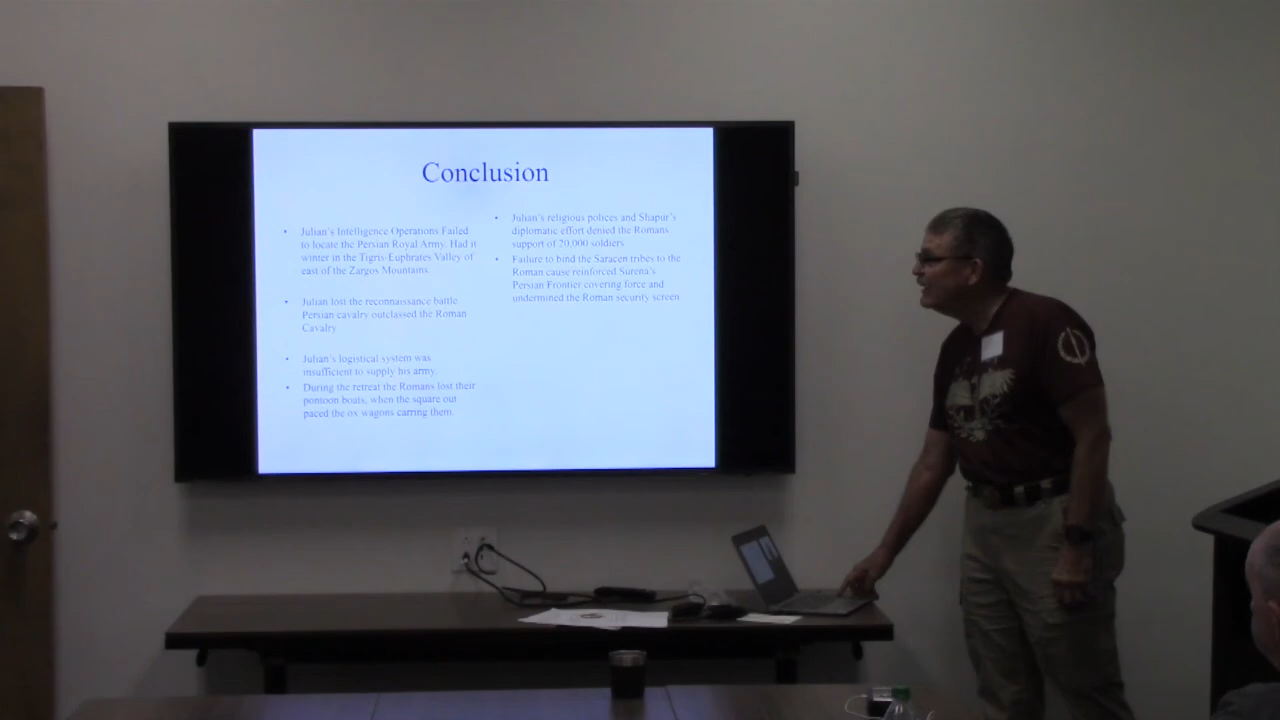 Conclusion
• Julian's Intelligence Operations Failed
to locate the Persian Royal Army. Had it
winter in the Tigris-Euphrates Valley of
east of the Zargos Mountains.
• Julian lost the reconnaissance battle
Persian cavalry outclassed the Roman
Cavalry
• Julian's logistical system was
insufficient to supply his army.
• During the retreat the Romans lost their
pontoon boats, when the square out
paced the ox wagons carring them.
• Julian's religious polices and Shapur's
diplomatic effort denied the Romans
support of 20,000 soldiers
• Failure to bind the Saracen tribes to the
Roman cause reinforced Surena's
Persian Frontier covering force and
undermined the Roman security screen